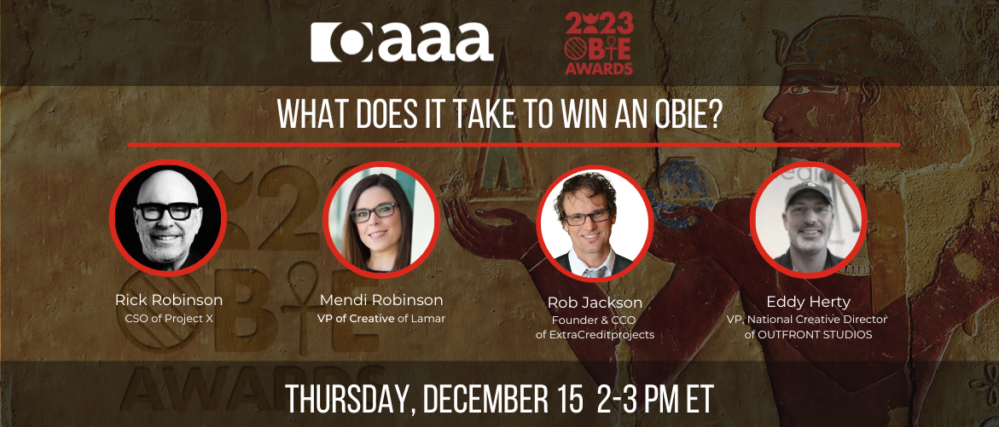 oaaa
2023
OBIE
AWARDS
WHAT DOES IT TAKE TO WIN AN OBIE?
Rick Robinson
CSO of Project X
Mendi Robinson
VP of Creative of Lamar
Rob Jackson
Founder & CCO
of ExtraCreditprojects
Eddy Herty
VP, National Creative Director
of OUTFRONT STUDIOS
THURSDAY, DECEMBER 15 2-3 PM ET